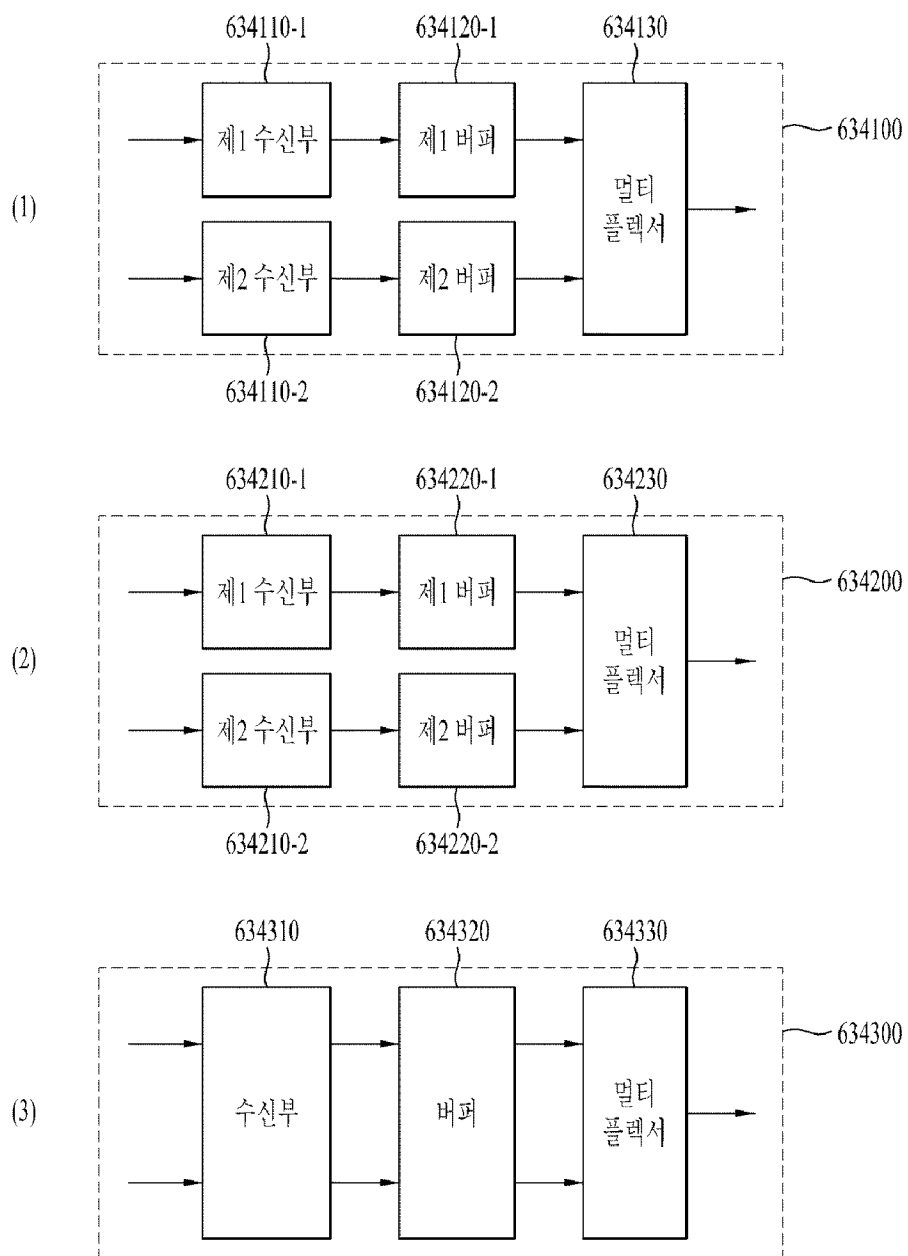 634110-1
634120-1
634130
634100
(1)
제1 수신부
제1 버퍼
멀티
플렉서
제2 수신부
제2 버퍼
634110-2
634120-2
634210-1
634220-1
634230
634200
(2)
제1 수신부
제1 버퍼
멀티
플렉서
제2 수신부
제2 버퍼
634210-2
634220-2
634310
634320
634330
634300
(3)
수신부
버퍼
멀티
플렉서